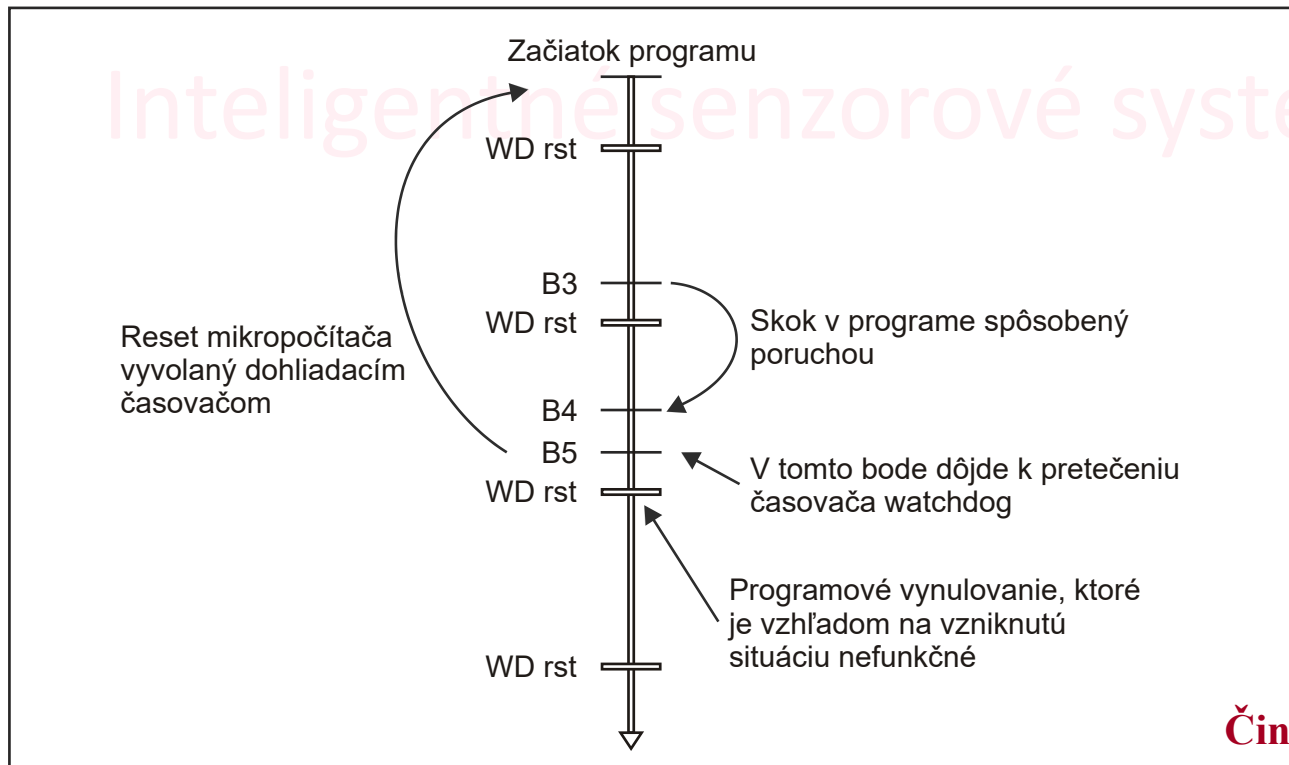 Začiatok programu
Inteligentné senzorové
WD rst
B3
WD rst
Skok v programe spôsobený
poruchou
Reset mikropočítača
vyvolaný dohliadacím
časovačom
B4
B5
WD rst
V tomto bode dôjde k pretečeniu
časovača watchdog
Programové vynulovanie, ktoré
je vzhľadom na vzniknutú
situáciu nefunkčné
WD rst